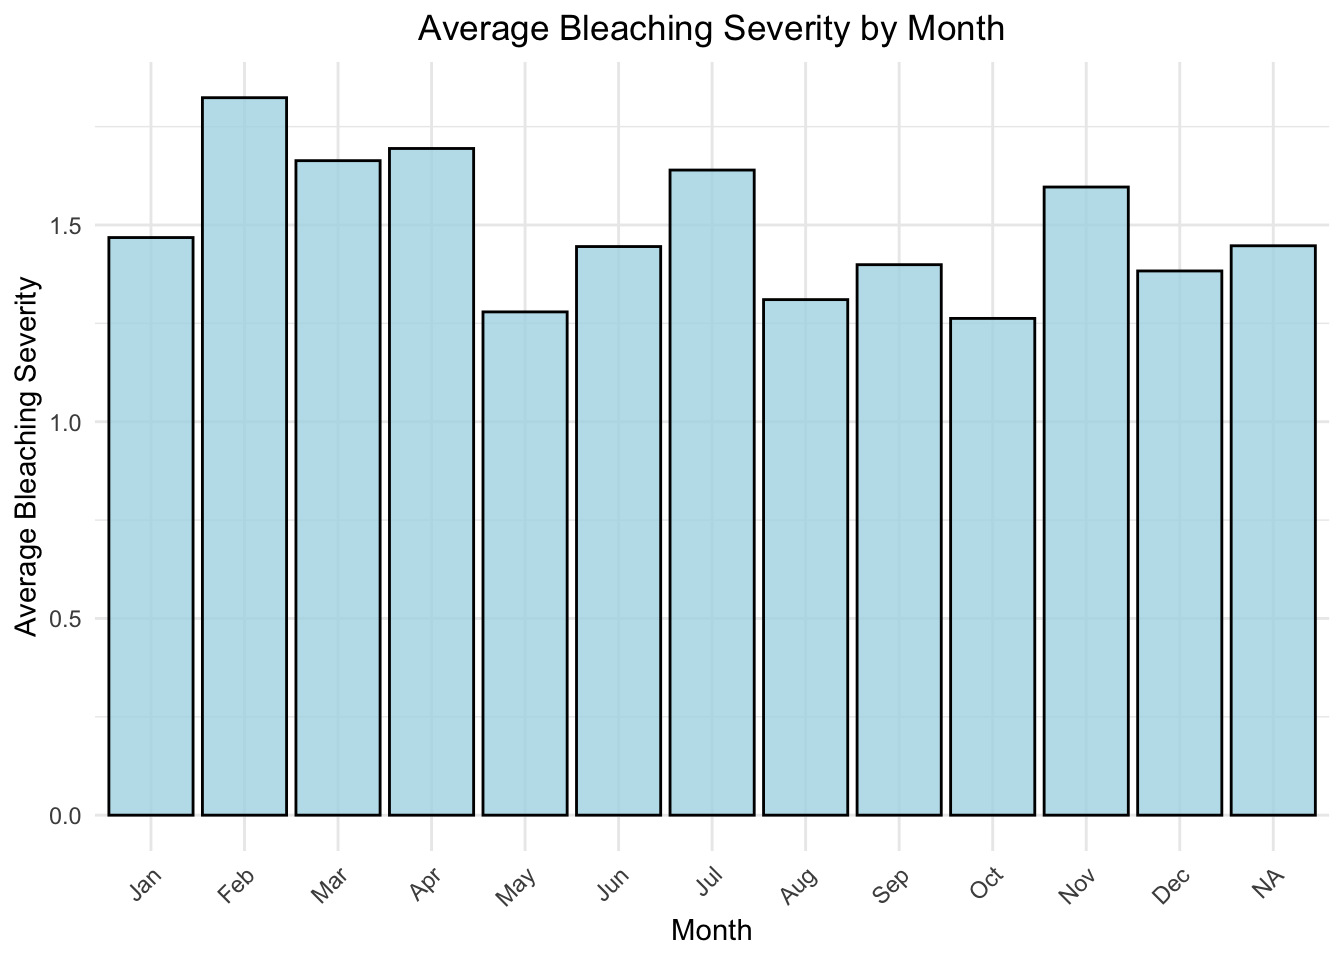 Average Bleaching Severity by Month
Average Bleaching Severity
1.5
1.0
0.5
0.0
Jan
Feb
Mar
Apr
May
Jun
Jul
Aug
Sep
Oct
Nov
Dec
NA
Month